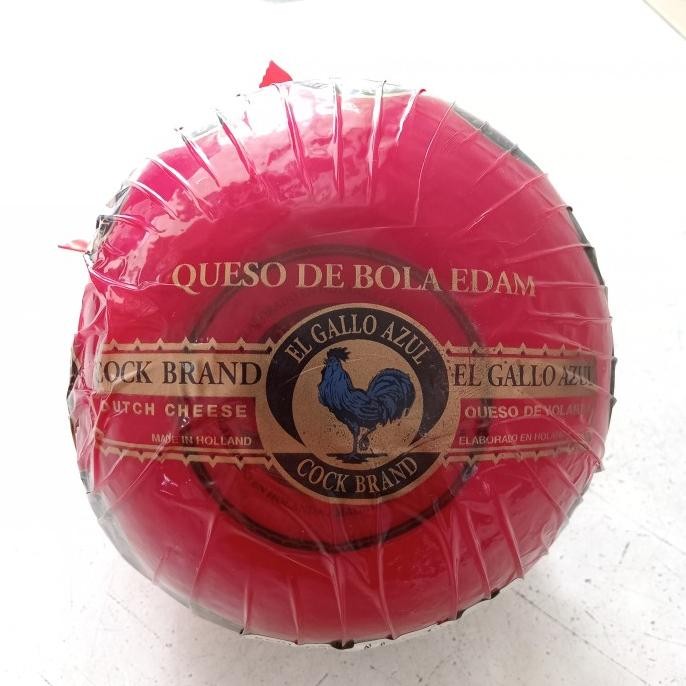 QUESO DE BOLA EDAM
EL GALLO AZUL
COCK BRAND
DUTCH CHEESE
MADE IN HOLLAND
COCK BRAND
EL GALLO AZUL
QUESO DE HOLANDA
ELABORADO EN HOLANDA